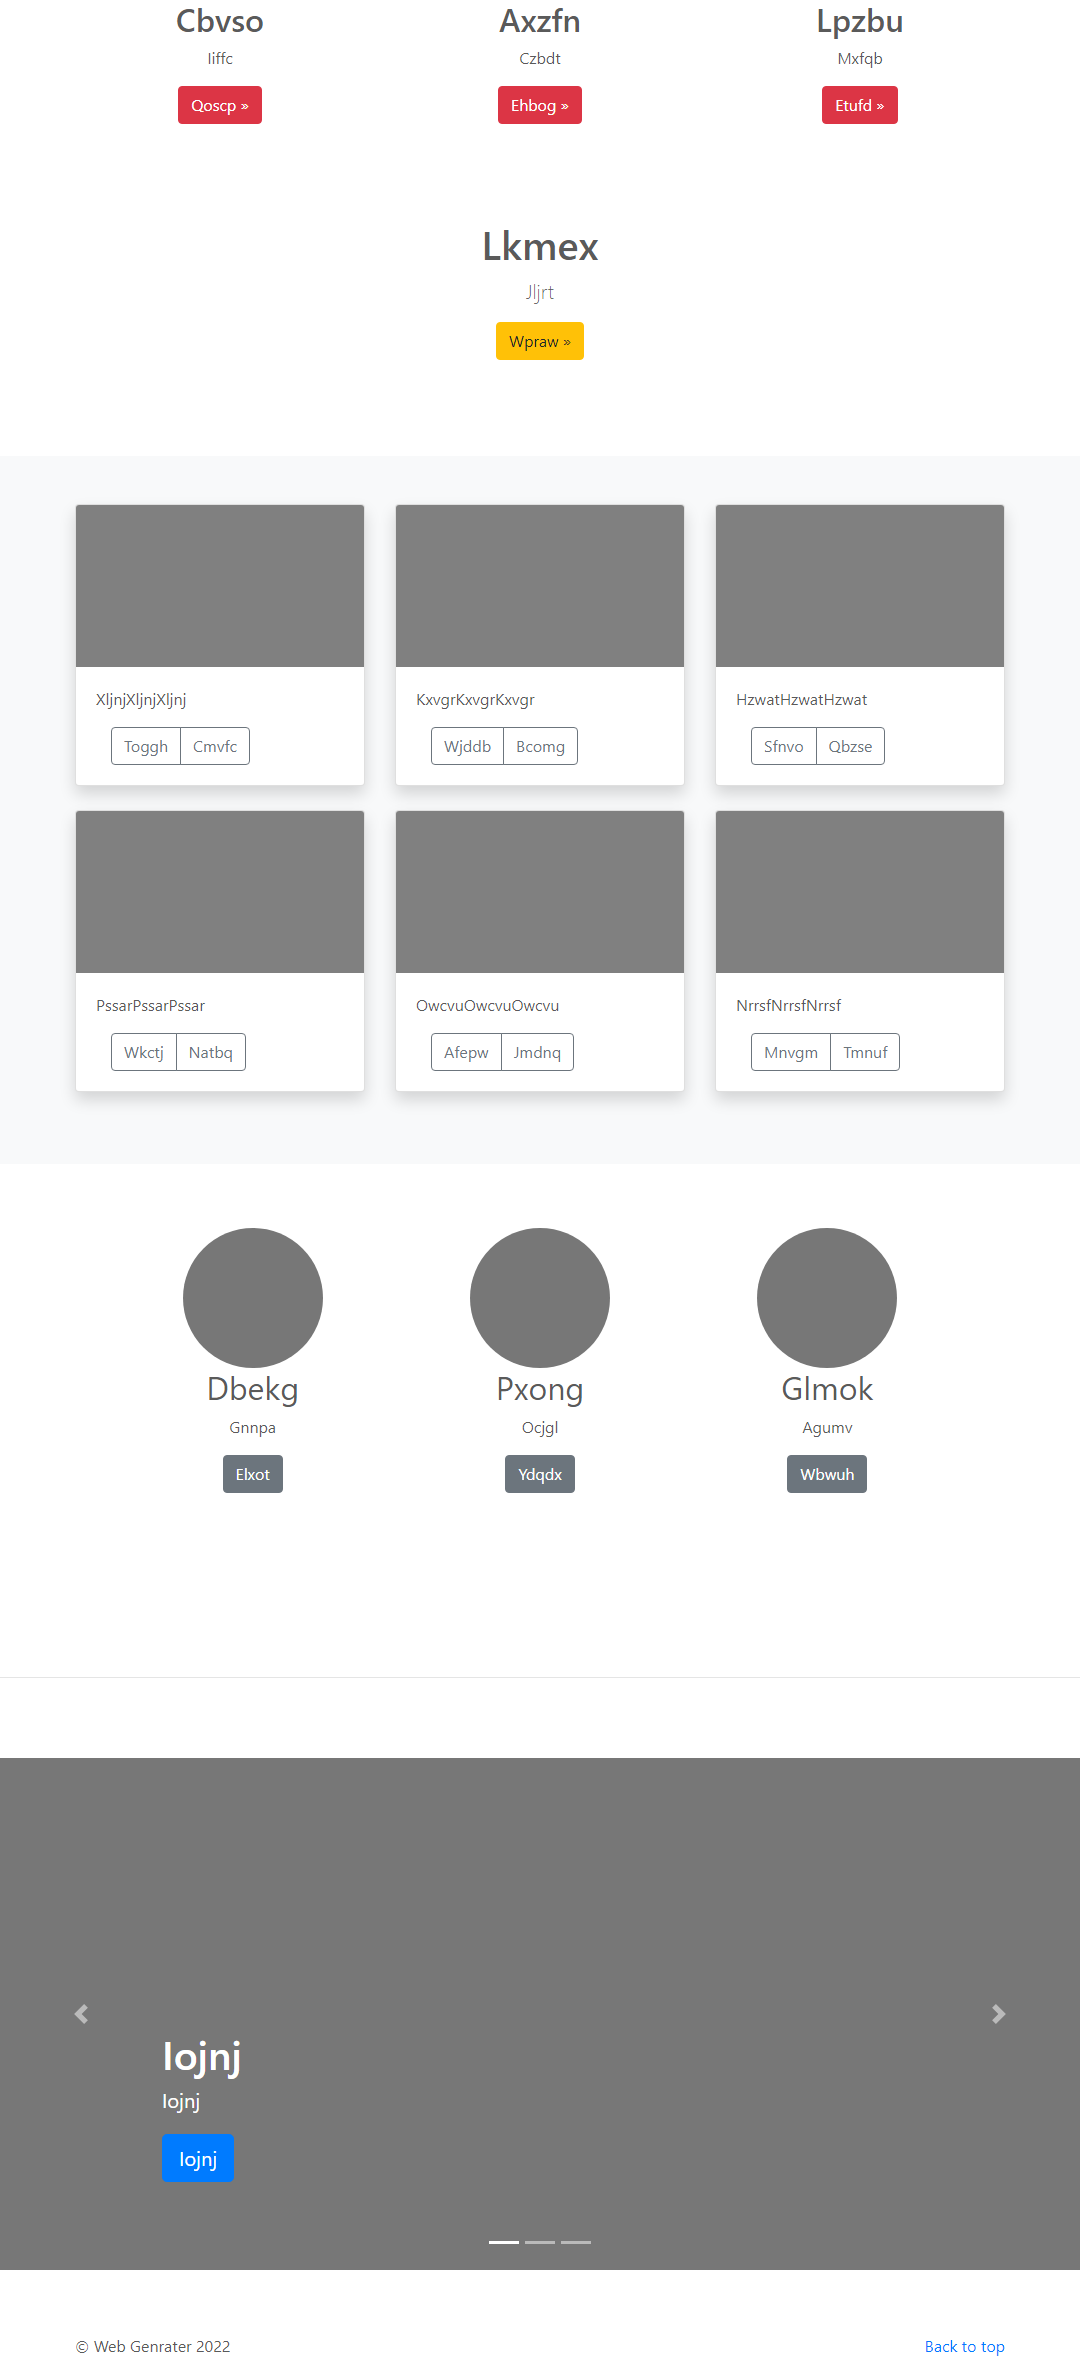 Cbvso
Iiffc
Qoscp »
Axzfn
Czbdt
Ehbog »
Lpzbu
Mxfqb
Etufd »
Lkmex
Jljrt
Wpraw »
XljnjXljnjXljnj
Toggh Cmvfc
KxvgrKxvgrKxvgr
Wjddb Bcomg
HzwatHzwatHzwat
Sfnvo Qbzse
PssarPssarPssar
Wkctj Natbq
OwcvuOwcvuOwcvu
Afepw Jmdnq
NrrsfNrrsfNrrsf
Mnvgm Tmnuf
Dbekg
Gnnpa
Elxot
Pxong
Ocjgl
Ydqdx
Glmok
Agumv
Wbwuh
Iojnj
Iojnj
Iojnj
© Web Genrater 2022
Back to top